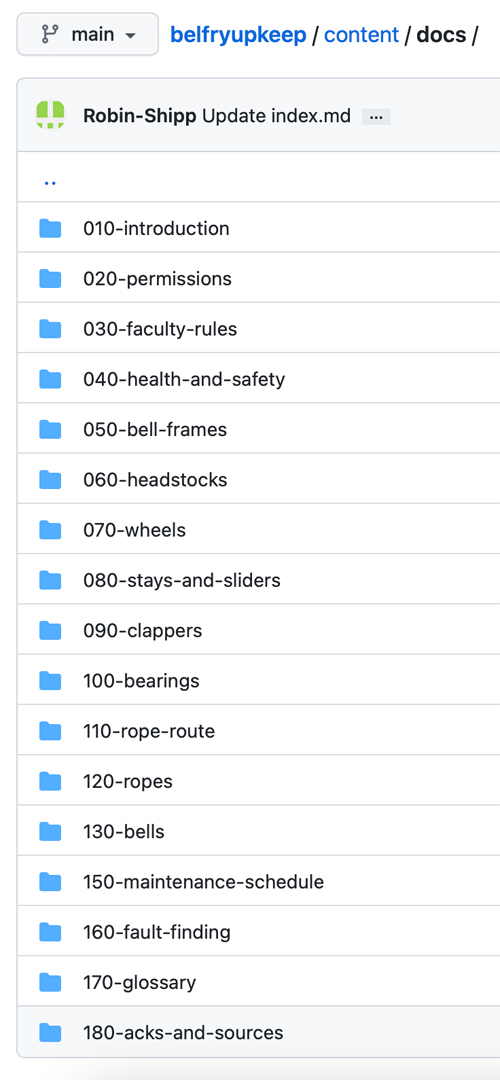 main belfryupkeep / content / docs /
Robin-Shipp Update index.md ...
..
010-introduction
020-permissions
030-faculty-rules
040-health-and-safety
050-bell-frames
060-headstocks
070-wheels
080-stays-and-sliders
090-clappers
100-bearings
110-rope-route
120-ropes
130-bells
150-maintenance-schedule
160-fault-finding
170-glossary
180-acks-and-sources